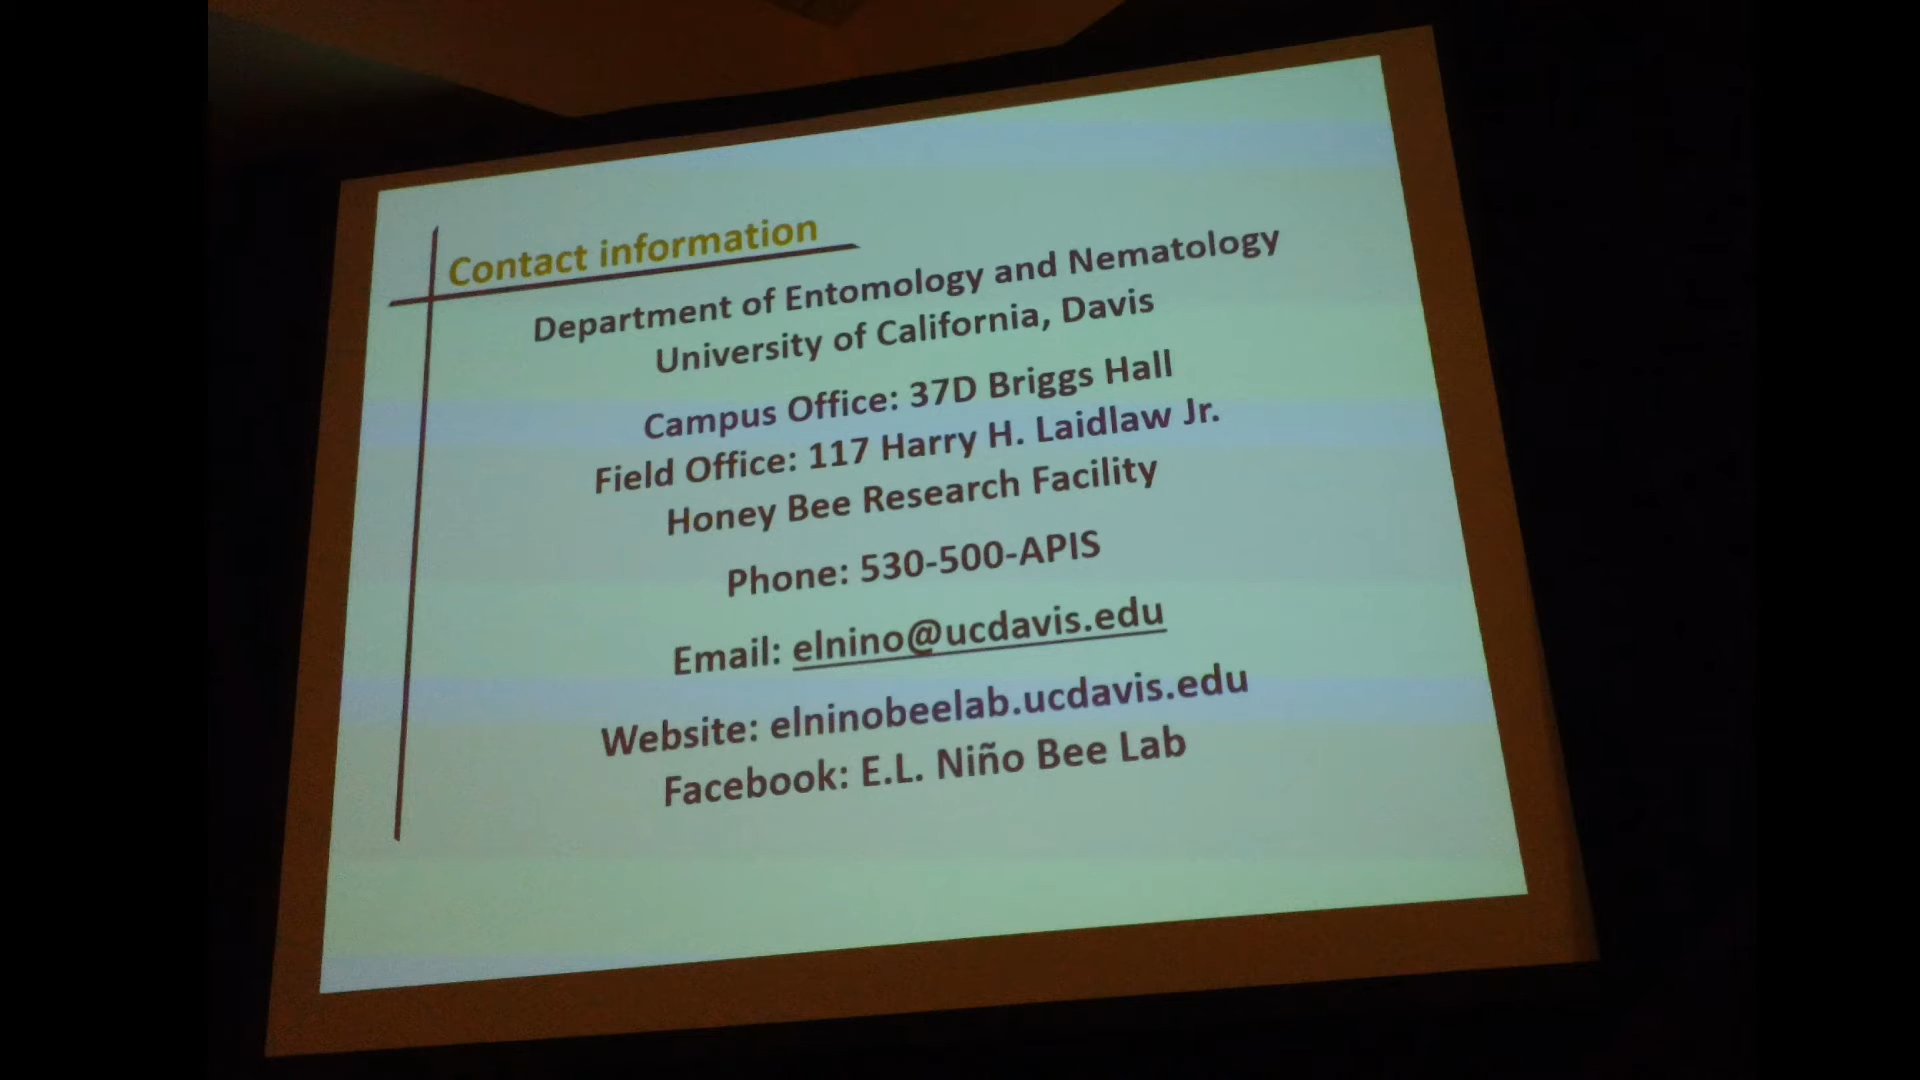 Contact information
Department of Entomology and Nematology
University of California, Davis
Campus Office: 37D Briggs Hall
Field Office: 117 Harry H. Laidlaw Jr.
Honey Bee Research Facility
Phone: 530-500-APIS
Email: elnino@ucdavis.edu
Website: elninobeelab.ucdavis.edu
Facebook: E.L. Niño Bee Lab